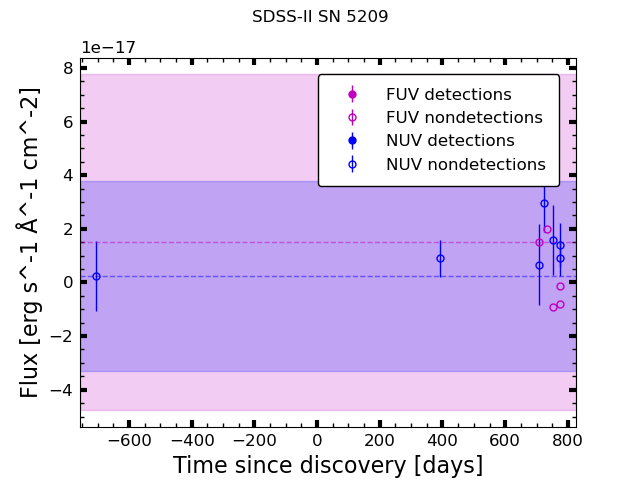 SDSS-II SN 5209
1e−17
8
6
4
2
0
−2
−4
Flux [erg s^-1 Å^-1 cm^-2]
FUV detections
FUV nondetections
NUV detections
NUV nondetections
−600 −400 −200 0 200 400 600 800
Time since discovery [days]